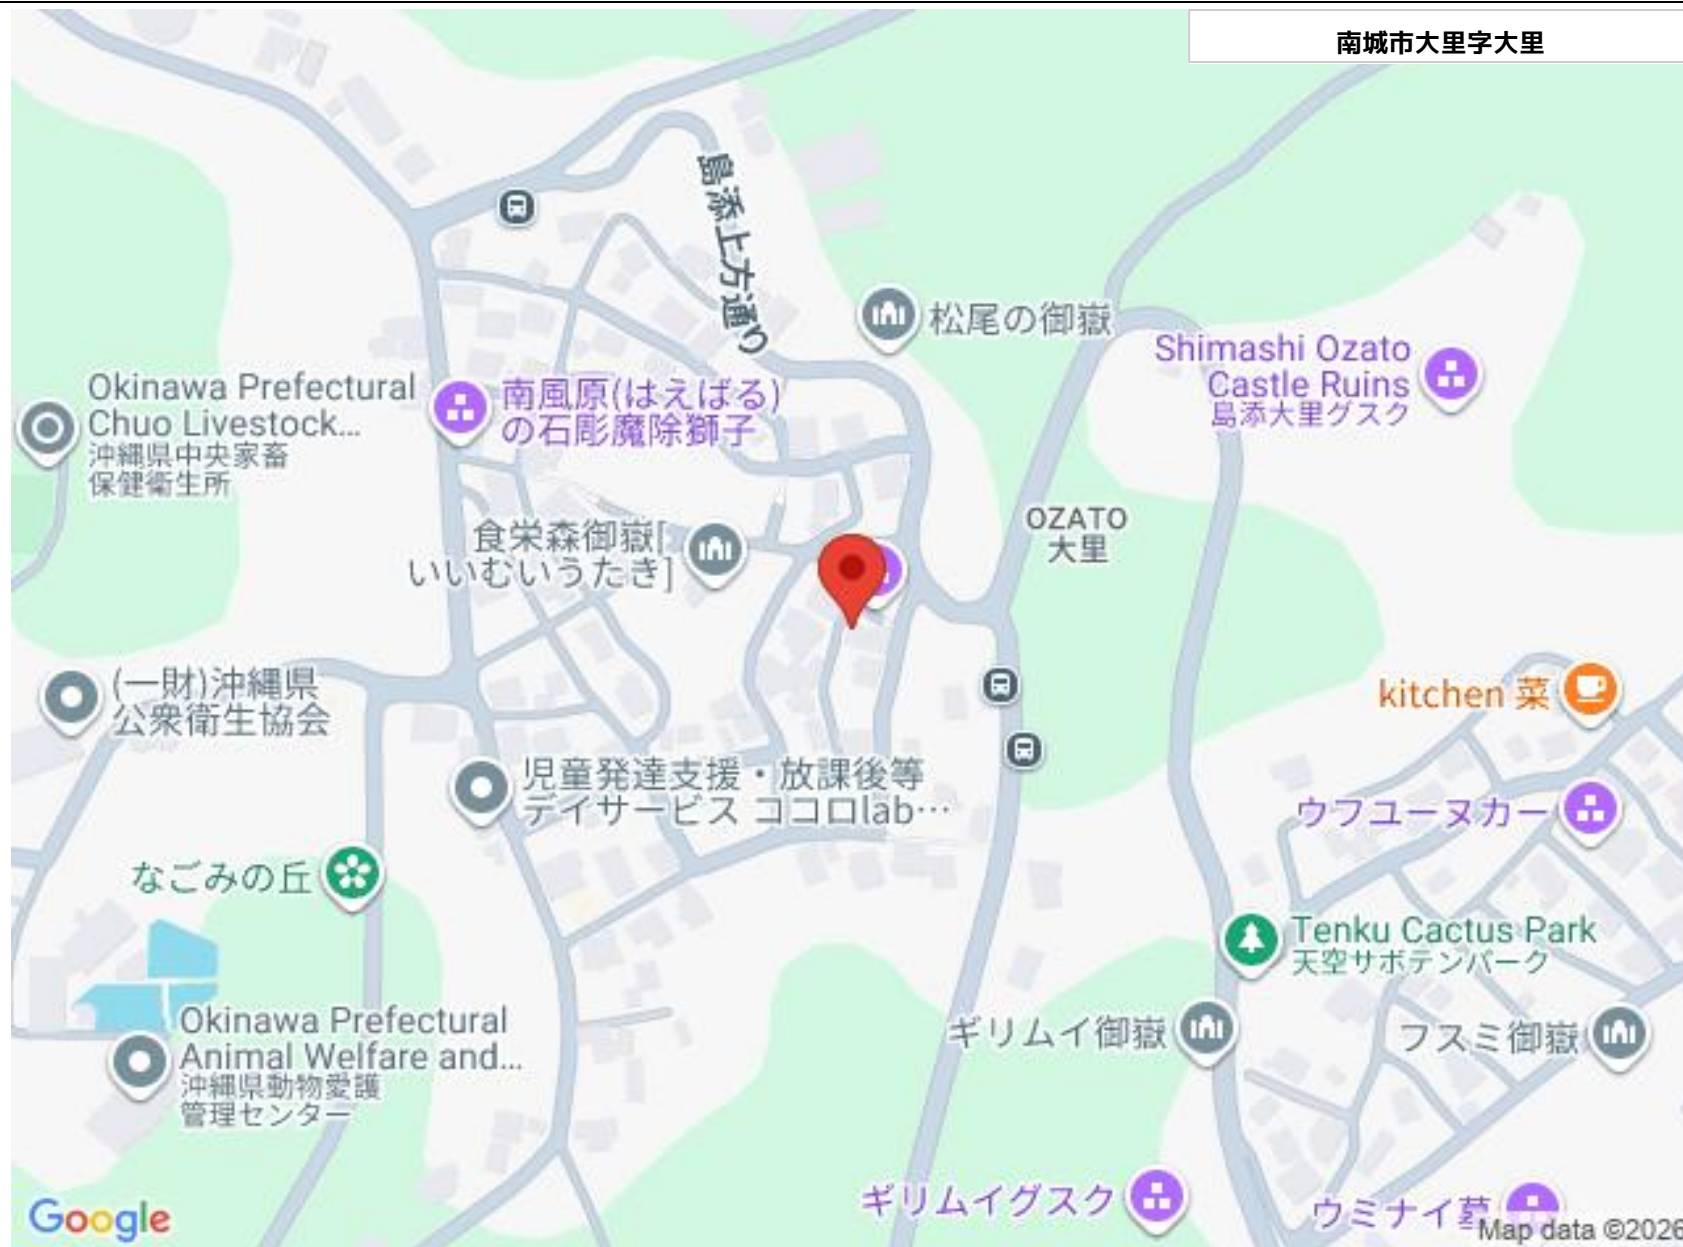 南城市大里字大里
島添上方通り
松尾の御嶽
Shimashi Ozato
Castle Ruins
島添大里グスク
Okinawa Prefectural
Chuo Livestock...
沖縄県中央家畜
保健衛生所
南風原(はえばる)
の石彫魔除獅子
OZATO
大里
食栄森御嶽[
いいむいうたき]
(一財)沖縄県
公衆衛生協会
kitchen 菜
児童発達支援・放課後等
デイサービス ココロlab…
ウフユーヌカー
なごみの丘
Tenku Cactus Park
天空サボテンパーク
Okinawa Prefectural
Animal Welfare and...
沖縄県動物愛護
管理センター
ギリムイ御嶽
フスミ御嶽
ギリムイグスク
ウミナイ墓
Google
Map data ©2026